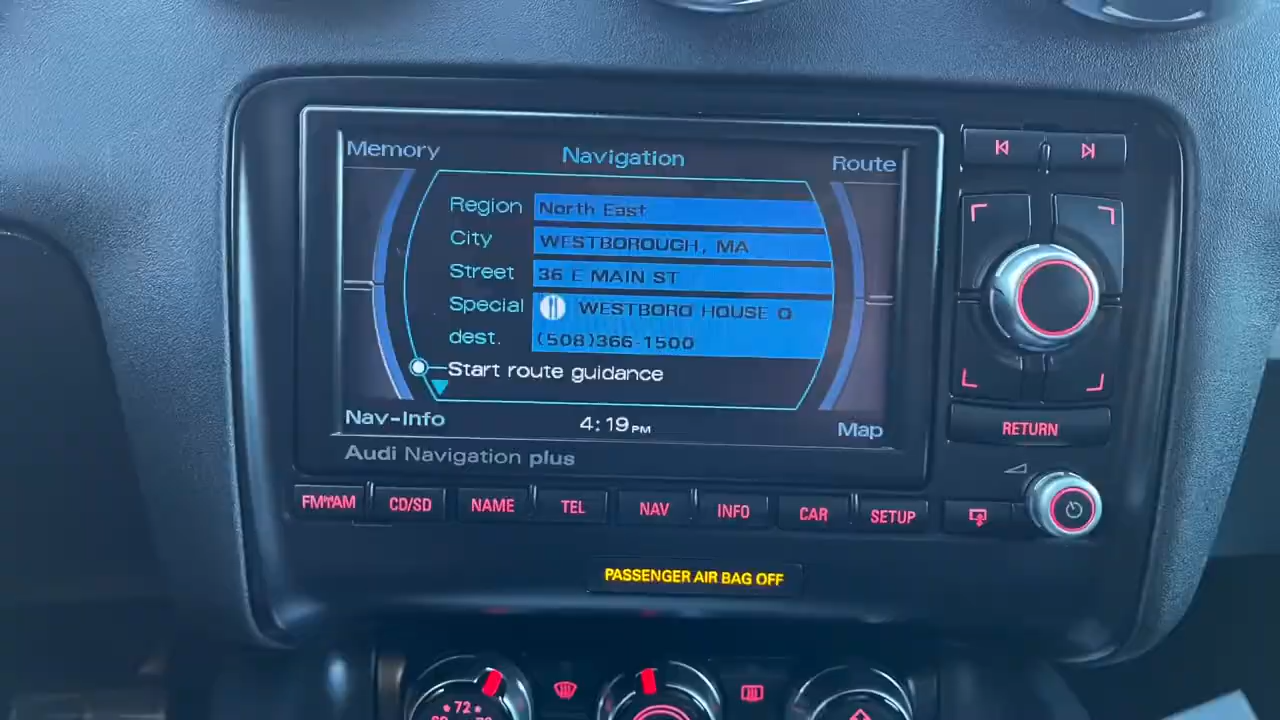 Memory Navigation Route
Region North East
City WESTBOROUGH, MA
Street 36 E MAIN ST
Special WESTBORO HOUSE O
dest. (508)366-1500
Start route guidance
Nav-Info 4:19 PM Map
Audi Navigation plus
RETURN
FM/AM CD/SD NAME TEL NAV INFO CAR SETUP
PASSENGER AIR BAG OFF
72